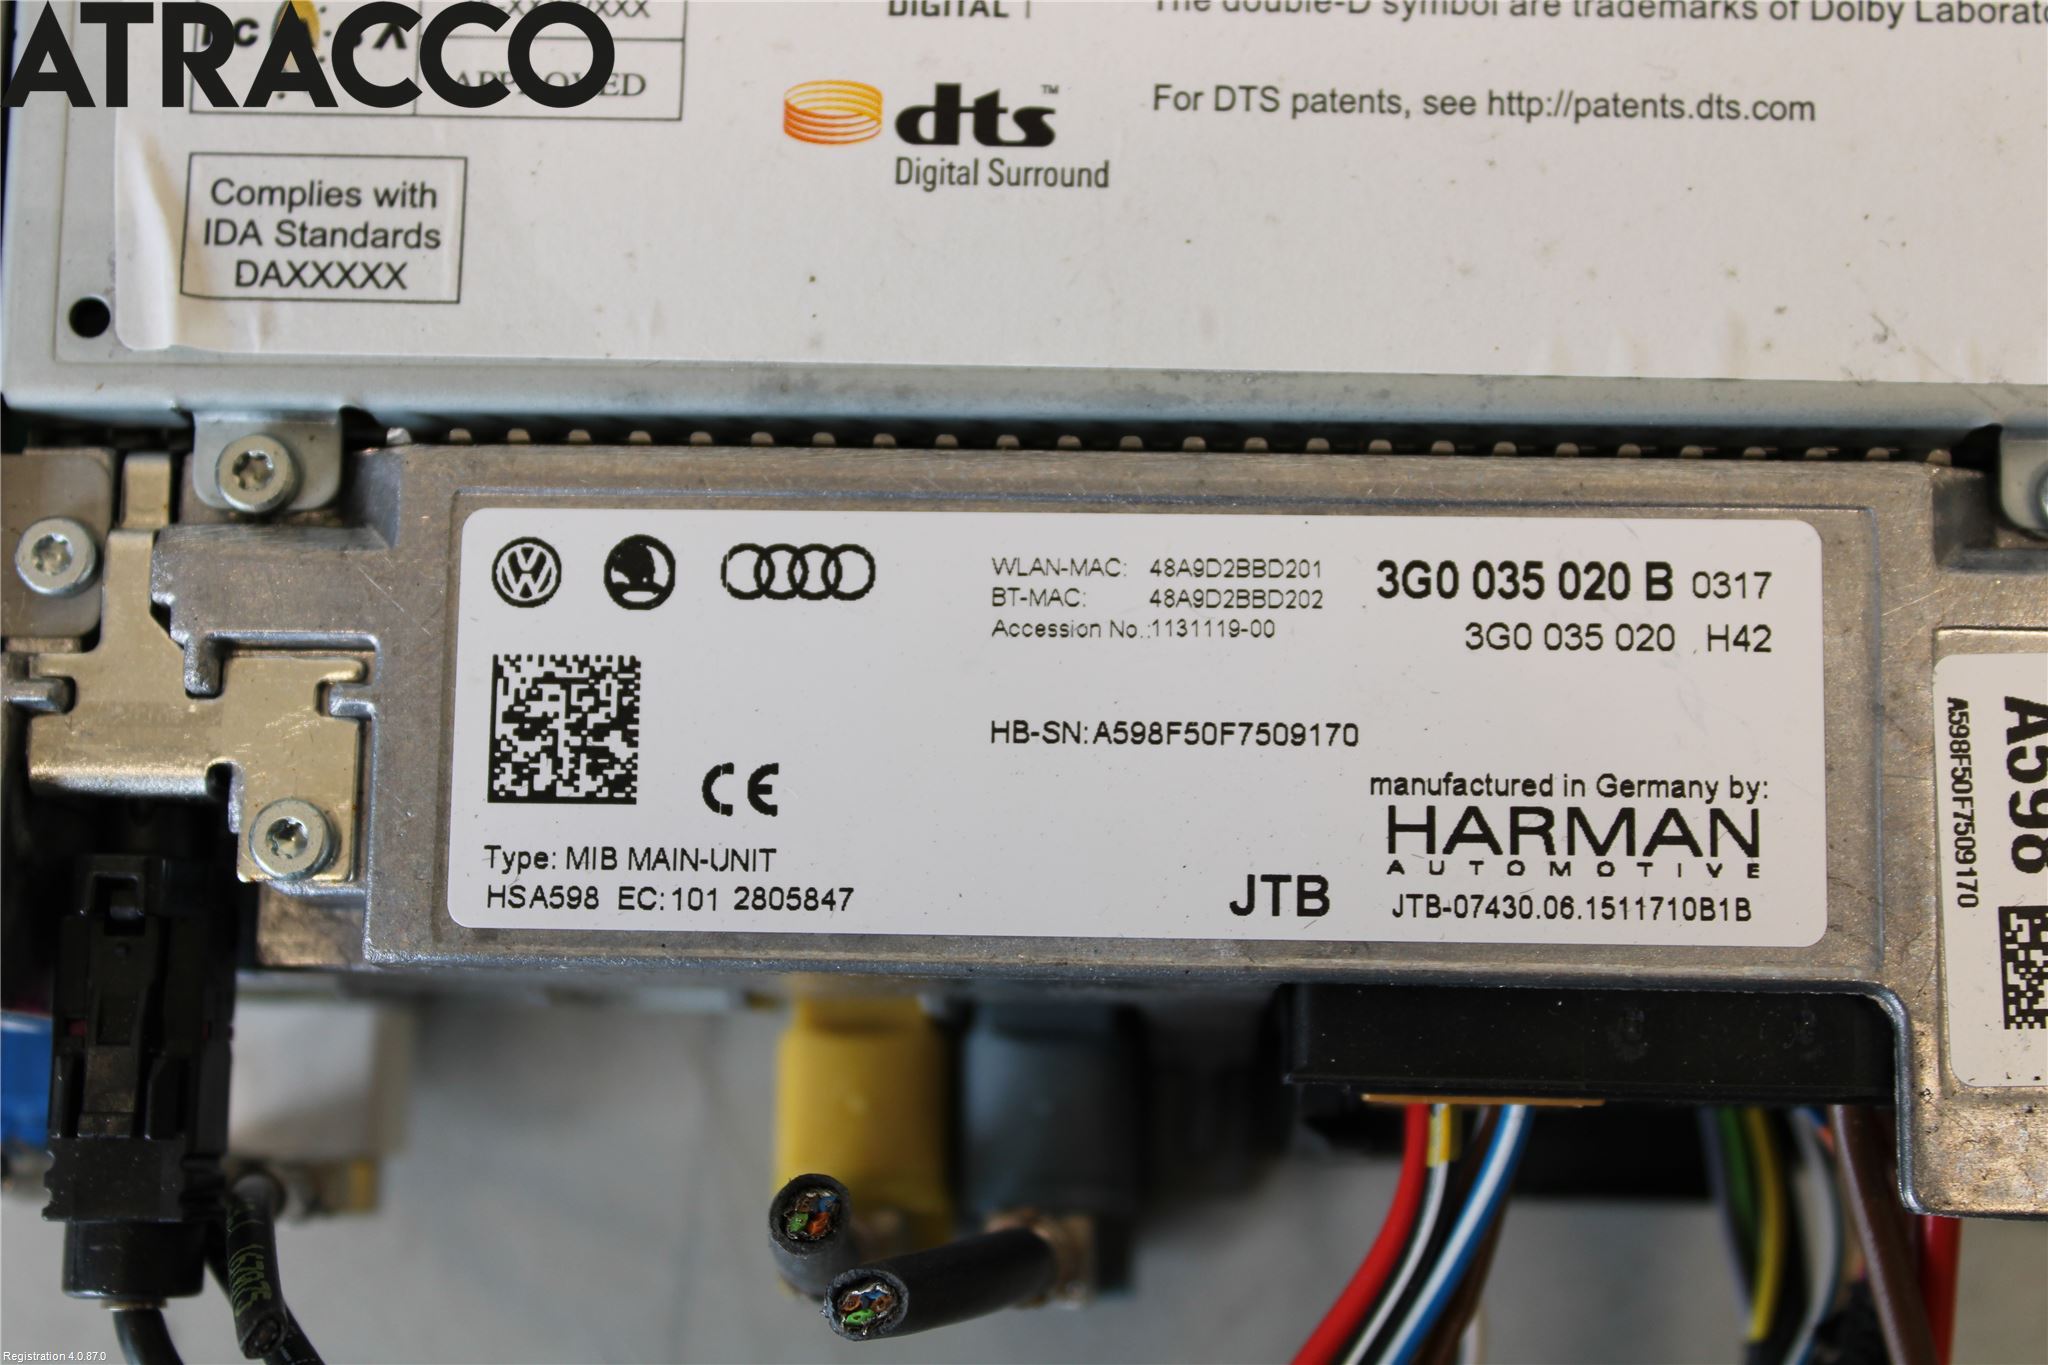 ATRACCO
APPROVED
DIGITAL
The double-D symbol are trademarks of Dolby
dts™
Digital Surround
For DTS patents, see http://patents.dts.com
Complies with
IDA Standards
DAXXXXX
WLAN-MAC: 48A9D2BBD201
BT-MAC: 48A9D2BBD202
Accession No.:1131119-00
3G0 035 020 B 0317
3G0 035 020 H42
HB-SN:A598F50F7509170
CE
manufactured in Germany by:
HARMAN
AUTOMOTIVE
Type: MIB MAIN-UNIT
HSA598 EC:101 2805847
JTB
JTB-07430.06.1511710B1B
A598
A598F50F7509170
Registration 4.0.87.0